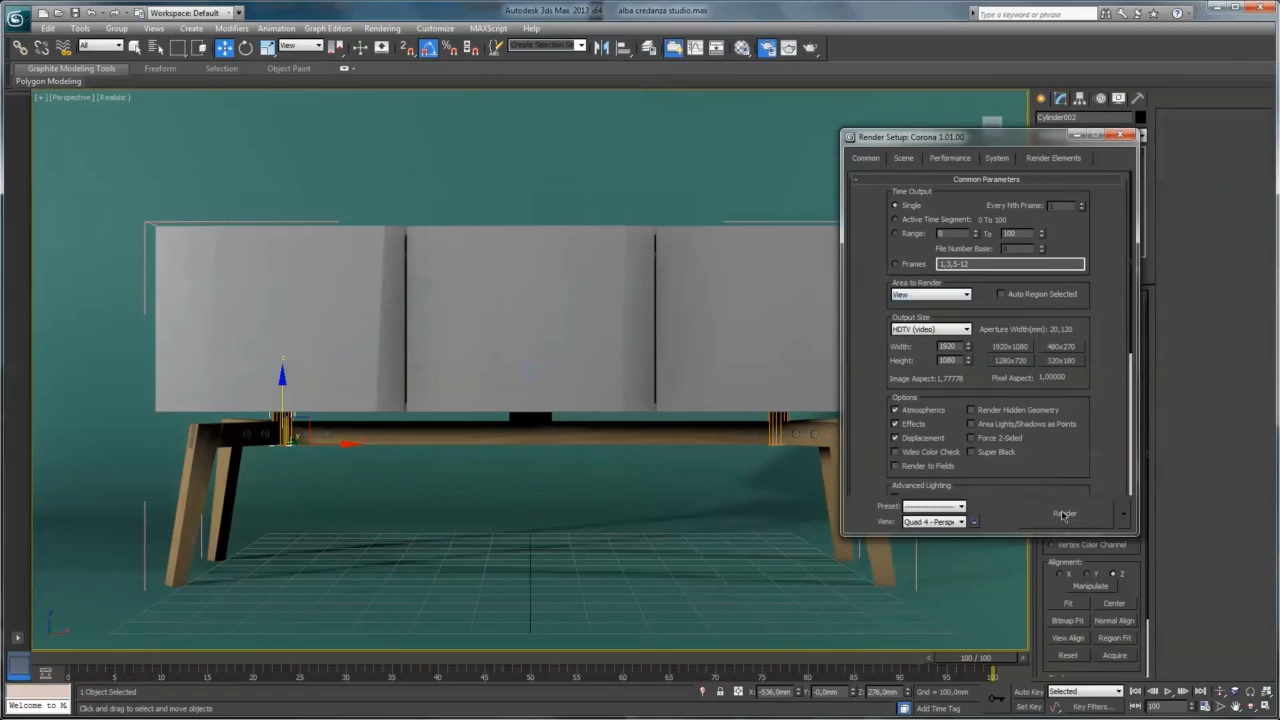 Workspace: Default
Autodesk 3ds Max 2013 x64 alba credanza studio.max
Type a keyword or phrase
Edit Tools Group Views Create Modifiers Animation Graph Editors Rendering Customize MAXScript Help
All
View
Create Selection Se
Graphite Modeling Tools Freeform Selection Object Paint
Polygon Modeling
[+] [Perspective] [Realistic]
Cylinder002
Render Setup: Corona 1.01.00
Common Scene Performance System Render Elements
Common Parameters
Time Output
Single Every Nth Frame: 1
Active Time Segment: 0 To 100
Range: 0 To 100
File Number Base: 0
Frames 1,3,5-12
Area to Render
View Auto Region Selected
Output Size
HDTV (video) Aperture Width(mm): 20,120
Width: 1920 1920x1080 480x270
Height: 1080 1280x720 320x180
Image Aspect:1,77778 Pixel Aspect: 1,00000
Options
Atmospherics Render Hidden Geometry
Effects Area Lights/Shadows as Points
Displacement Force 2-Sided
Video Color Check Super Black
Render to Fields
Advanced Lighting
Preset:
View: Quad 4 - Perspe
Render
Vertex Color Channel
Alignment:
X Y Z
Manipulate
Fit Center
Bitmap Fit Normal Align
View Align Region Fit
Reset Acquire
z
y
100 / 100
0 5 10 15 20 25 30 35 40 45 50 55 60 65 70 75 80 85 90 95 100
1 Object Selected X: -536,0mm Y: -0,0mm Z: 276,0mm Grid = 100,0mm Auto Key Selected
Welcome to M Click and drag to select and move objects Add Time Tag Set Key Key Filters... 100